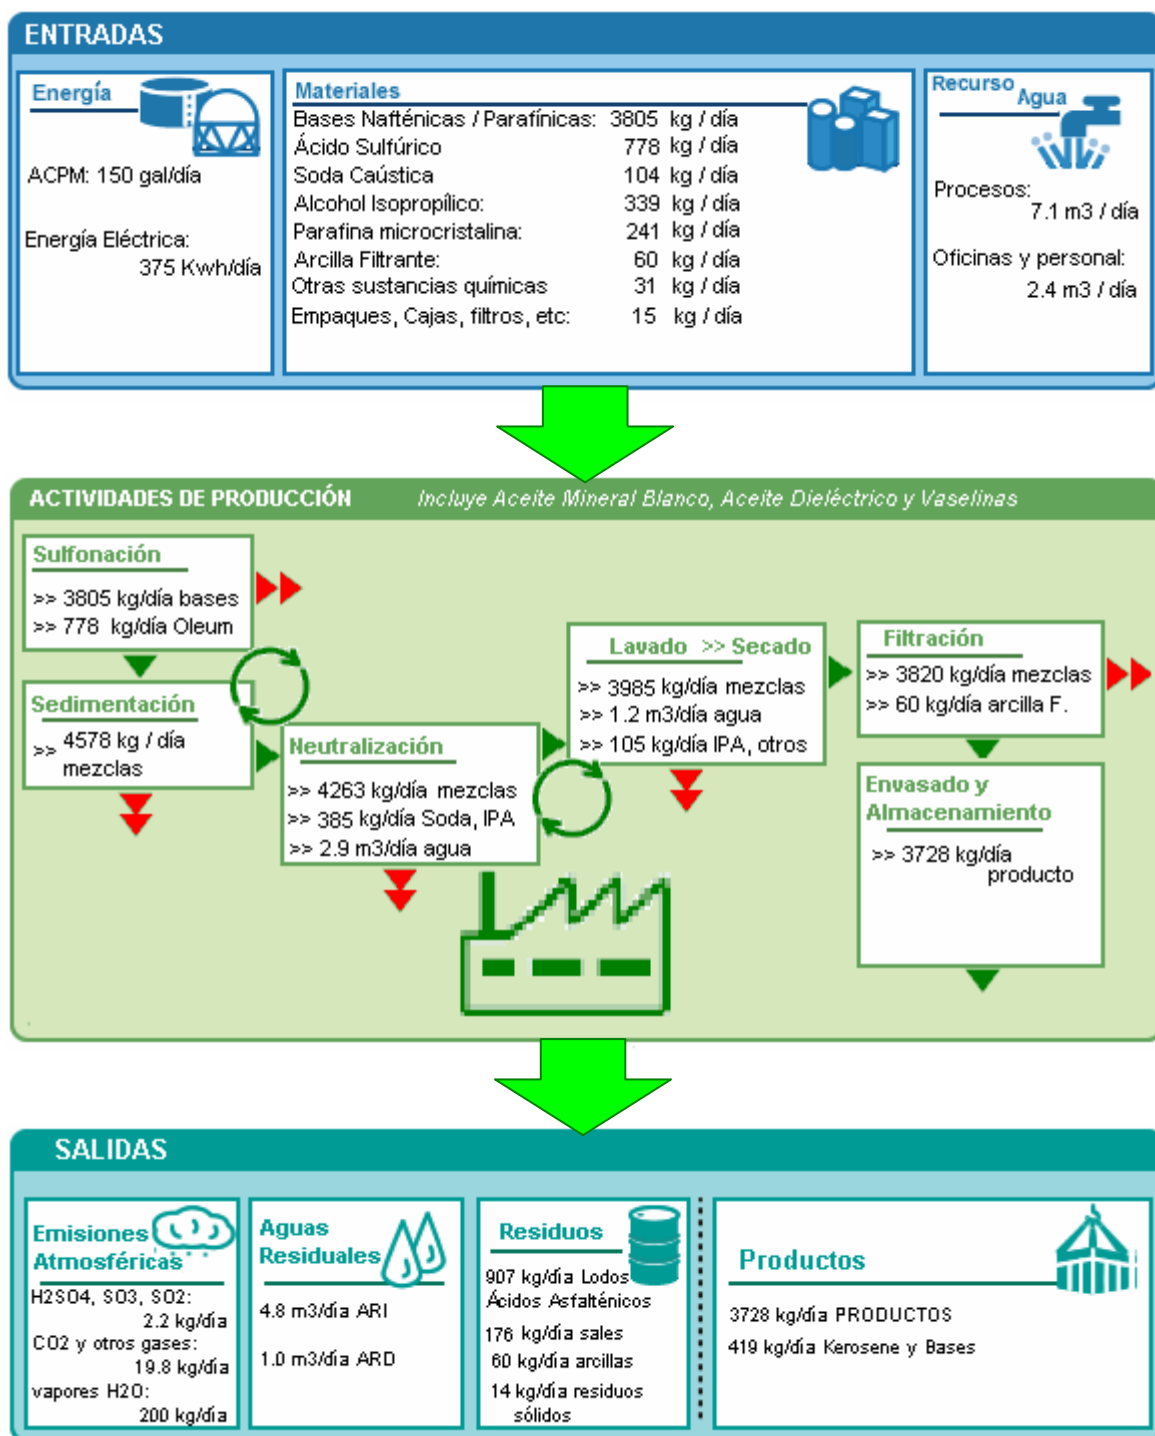 ENTRADAS
Energía
ACPM: 150 gal/día
Energía Eléctrica:
375 Kwh/día
Materiales
Bases Nafténicas / Parafínicas: 3805 kg / día
Ácido Sulfúrico 778 kg / día
Soda Caústica 104 kg / día
Alcohol Isopropílico: 339 kg / día
Parafina microcristalina: 241 kg / día
Arcilla Filtrante: 60 kg / día
Otras sustancias químicas 31 kg / día
Empaques, Cajas, filtros, etc: 15 kg / día
Recurso
Agua
Procesos:
7.1 m3 / día
Oficinas y personal:
2.4 m3 / día
ACTIVIDADES DE PRODUCCIÓN Incluye Aceite Mineral Blanco, Aceite Dieléctrico y Vaselinas
Sulfonación
>> 3805 kg/día bases
>> 778 kg/día Oleum
Sedimentación
>> 4578 kg / día
mezclas
Neutralización
>> 4263 kg/día mezclas
>> 385 kg/día Soda, IPA
>> 2.9 m3/día agua
Lavado >> Secado
>> 3985 kg/día mezclas
>> 1.2 m3/día agua
>> 105 kg/día IPA, otros
Filtración
>> 3820 kg/día mezclas
>> 60 kg/día arcilla F.
Envasado y
Almacenamiento
>> 3728 kg/día
producto
SALIDAS
Emisiones
Atmosféricas
H2SO4, SO3, SO2:
2.2 kg/día
CO2 y otros gases:
19.8 kg/día
vapores H2O:
200 kg/día
Aguas
Residuales
4.8 m3/día ARI
1.0 m3/día ARD
Residuos
907 kg/día Lodos
Ácidos Asfalténicos
176 kg/día sales
60 kg/día arcillas
14 kg/día residuos
sólidos
Productos
3728 kg/día PRODUCTOS
419 kg/día Kerosene y Bases